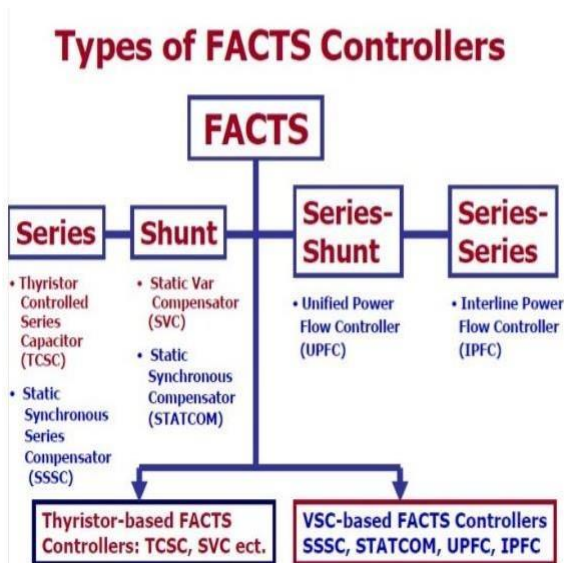 Types of FACTS Controllers
FACTS
Series
Shunt
Series-
Shunt
Series-
Series
• Thyristor
Controlled
Series
Capacitor
(TCSC)
• Static
Synchronous
Series
Compensator
(SSSC)
• Static Var
Compensator
(SVC)
• Static
Synchronous
Compensator
(STATCOM)
• Unified Power
Flow Controller
(UPFC)
• Interline Power
Flow Controller
(IPFC)
Thyristor-based FACTS
Controllers: TCSC, SVC ect.
VSC-based FACTS Controllers
SSSC, STATCOM, UPFC, IPFC